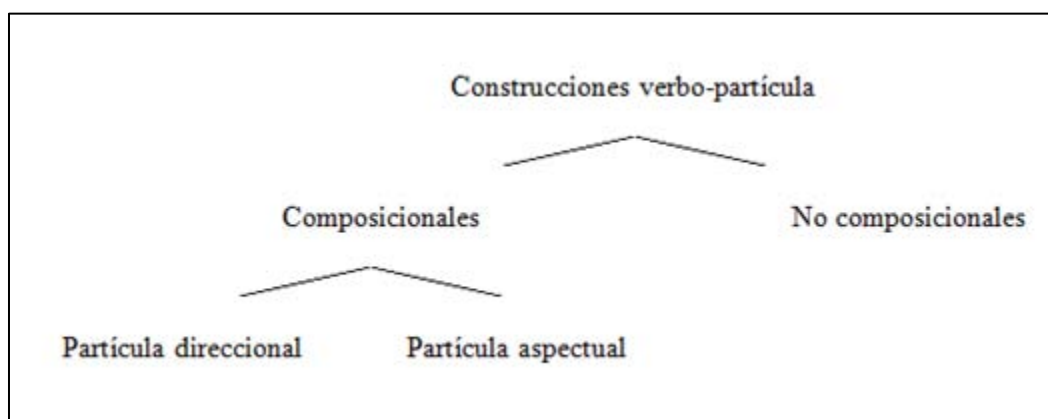 Construcciones verbo-partícula
Composicionales No composicionales
Partícula direccional Partícula aspectual